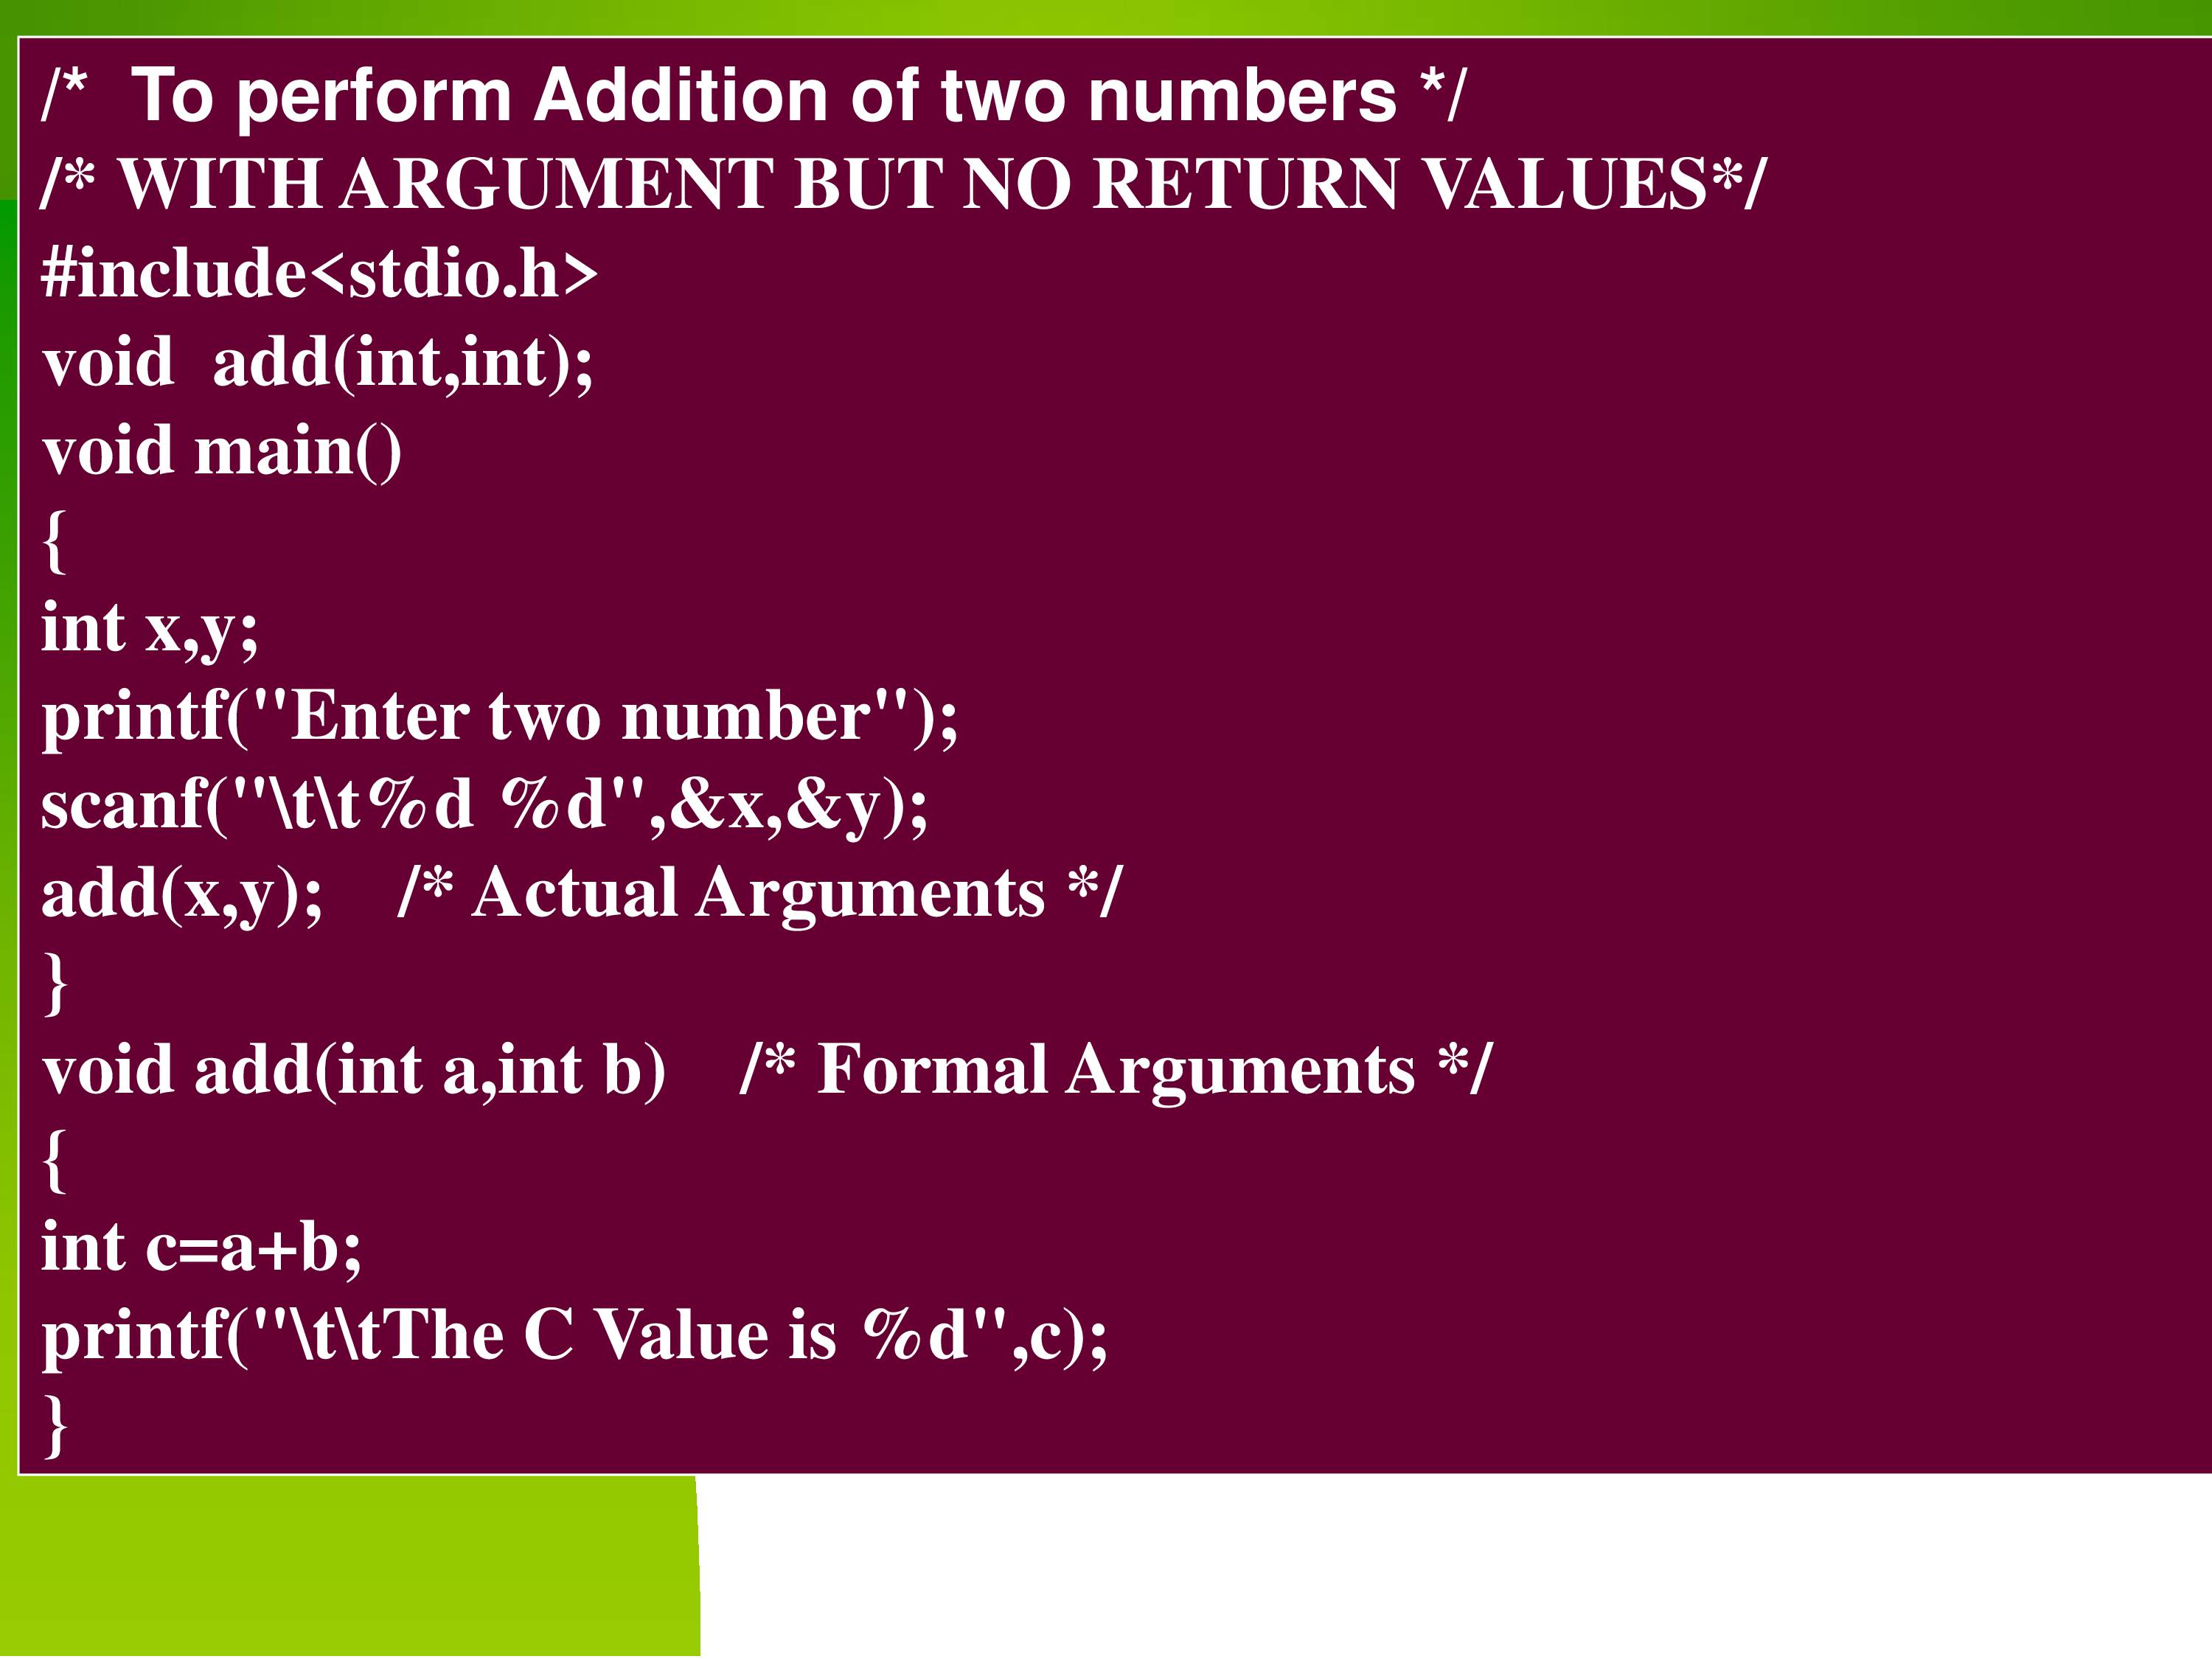 /*  To perform Addition of two numbers */
/* WITH ARGUMENT BUT NO RETURN VALUES*/
#include<stdio.h>
void  add(int,int);
void main()
{
int x,y;
printf("Enter two number");
scanf("\t\t%d %d",&x,&y);
add(x,y);    /* Actual Arguments */
}
void add(int a,int b)    /* Formal Arguments */
{
int c=a+b;
printf("\t\tThe C Value is %d",c);
}